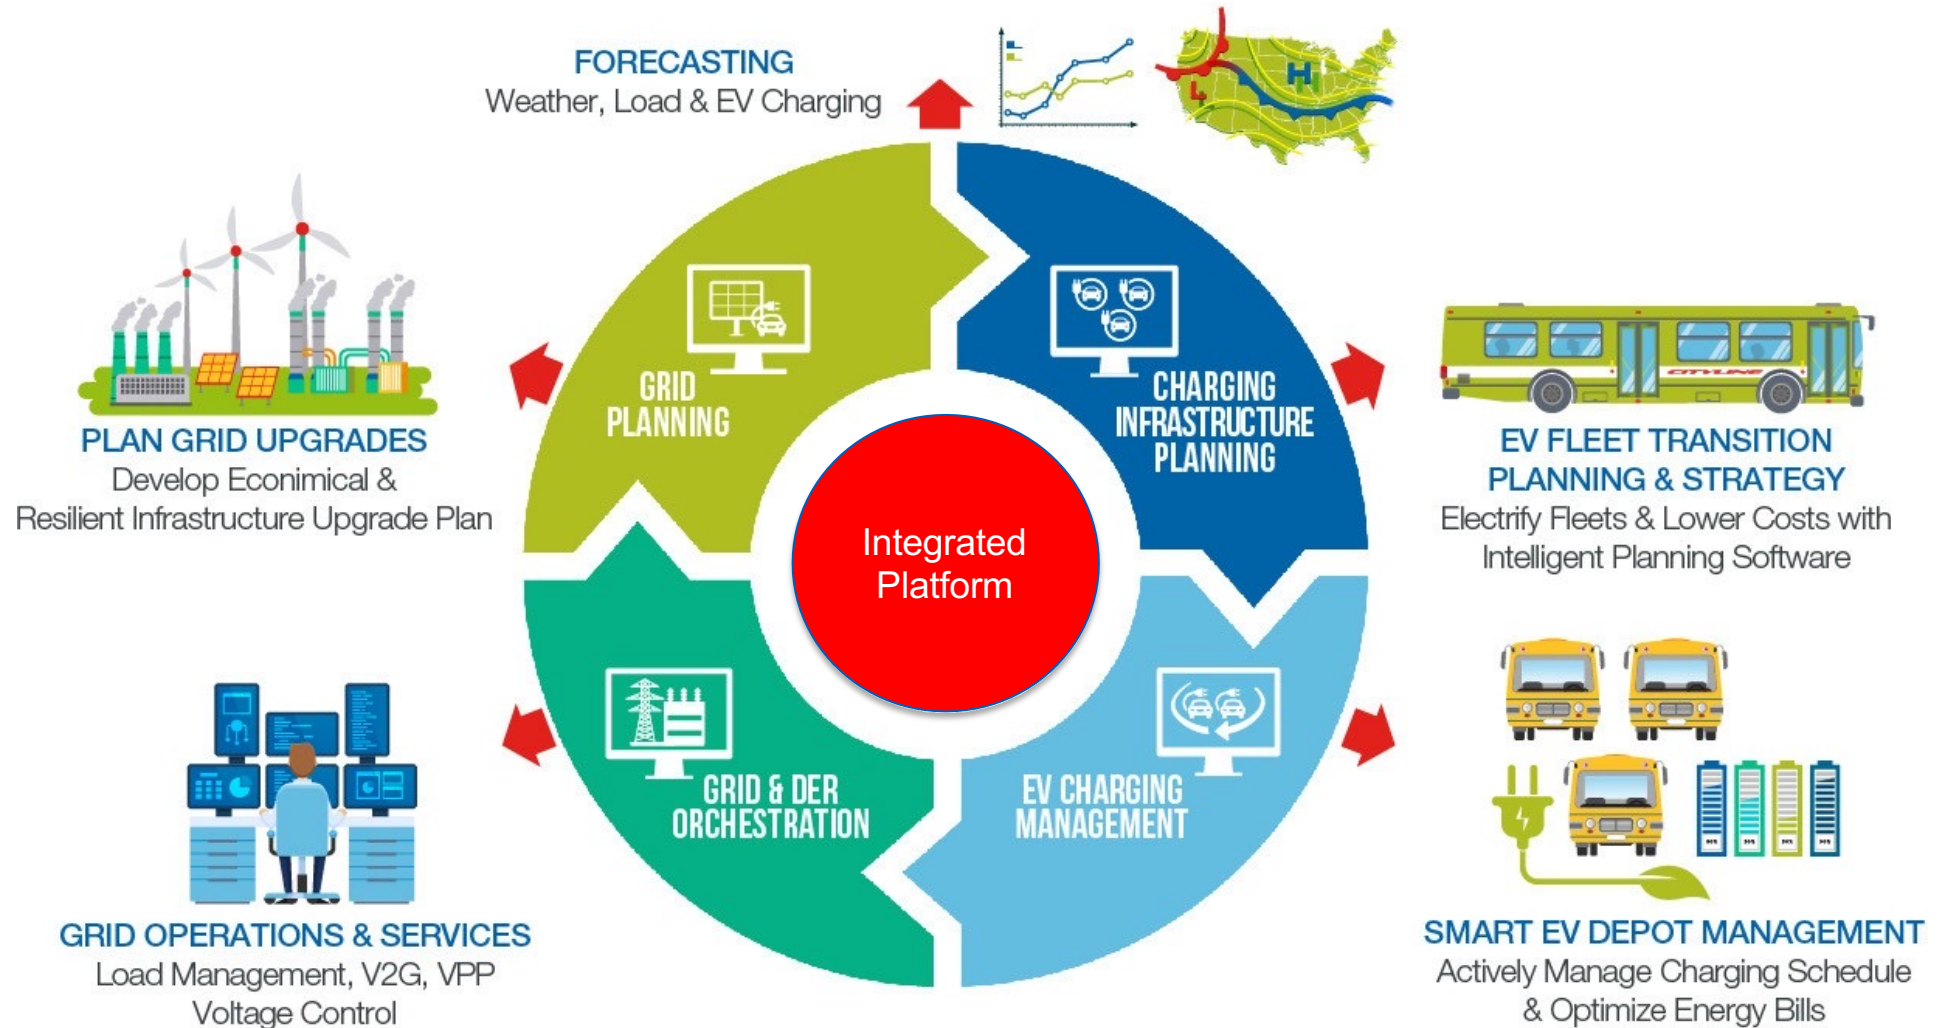 FORECASTING
Weather, Load & EV Charging
L
H
GRID
PLANNING
CHARGING
INFRASTRUCTURE
PLANNING
PLAN GRID UPGRADES
Develop Econimical &
Resilient Infrastructure Upgrade Plan
CITYLINE
EV FLEET TRANSITION
PLANNING & STRATEGY
Electrify Fleets & Lower Costs with
Intelligent Planning Software
Integrated
Platform
GRID & DER
ORCHESTRATION
EV CHARGING
MANAGEMENT
GRID OPERATIONS & SERVICES
Load Management, V2G, VPP
Voltage Control
SMART EV DEPOT MANAGEMENT
Actively Manage Charging Schedule
& Optimize Energy Bills